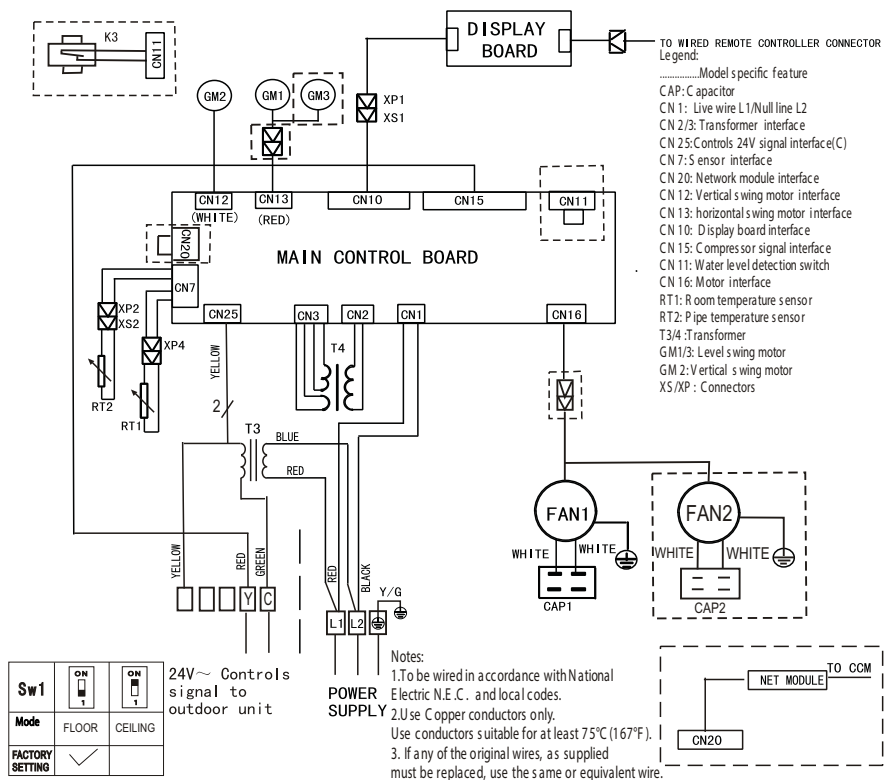 K3
CN11
DISPLAY
BOARD
TO WIRED REMOTE CONTROLLER CONNECTOR
Legend:
................Model specific feature
CAP: Capacitor
CN 1: Live wire L1/Null line L2
CN 2/3: Transformer interface
CN 25:Controls 24V signal interface(C)
CN 7: Sensor interface
CN 20: Network module interface
CN 12: Vertical swing motor interface
CN 13: horizontal swing motor interface
CN 10: Display board interface
CN 15: Compressor signal interface
CN 11: Water level detection switch
CN 16: Motor interface
RT1: Room temperature sensor
RT2: Pipe temperature sensor
T3/4 :Transformer
GM1/3: Level swing motor
GM 2: Vertical swing motor
XS/XP : Connectors
GM2
GM1
GM3
XP1
XS1
CN12
(WHITE)
CN13
(RED)
CN10
CN15
CN11
CN20
MAIN CONTROL BOARD
CN7
CN25
CN3
CN2
CN1
CN16
XP2
XS2
XP4
RT2
RT1
YELLOW
2
T4
T3
BLUE
RED
YELLOW
RED
GREEN
RED
BLACK
Y/G
Y
C
L1
L2
FAN1
WHITE
WHITE
CAP1
FAN2
WHITE
WHITE
CAP2
Sw1
ON
1
ON
1
Mode
FLOOR
CEILING
FACTORY
SETTING
24V~ Controls
signal to
outdoor unit
POWER
SUPPLY
Notes:
1.To be wired in accordance with National
Electric N.E.C. and local codes.
2.Use Copper conductors only.
Use conductors suitable for at least 75°C (167°F).
3. If any of the original wires, as supplied
must be replaced, use the same or equivalent wire.
NET MODULE
TO CCM
CN20